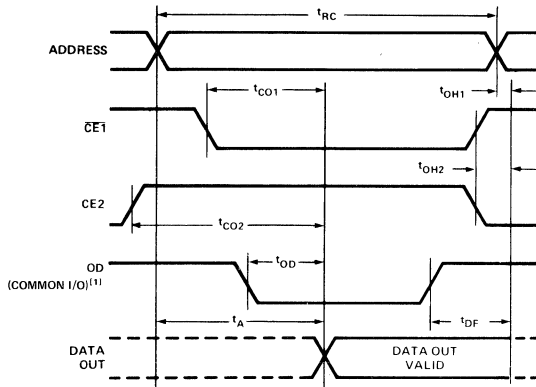 tRC
ADDRESS
tCO1
tOH1
CE1
tOH2
CE2
tCO2
tOD
OD
(COMMON I/O)(1)
tA
tDF
DATA
OUT
DATA OUT
VALID